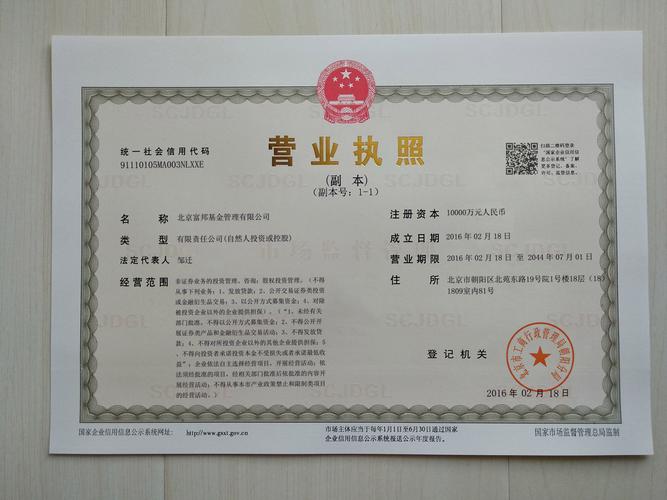 统一社会信用代码
91110105MA003NLXXE
营业执照
(副 本)
(副本号：1-1)
扫描二维码登录
“国家企业信用信
息公示系统”了解
更多登记、备案、
许可、监管信息。
名 称 北京富邦基金管理有限公司
类 型 有限责任公司(自然人投资或控股)
法定代表人 邹迁
经营范围 非证券业务的投资管理、咨询；股权投资管理。（不得
从事下列业务：1、发放贷款；2、公开交易证券类投资
或金融衍生品交易；3、以公开方式募集资金；4、对除
被投资企业以外的企业提供担保）。（“1、未经有关
部门批准，不得以公开方式募集资金；2、不得公开开
展证券类产品和金融衍生品交易活动；3、不得发放贷
款；4、不得对所投资企业以外的其他企业提供担保；5
、不得向投资者承诺投资本金不受损失或者承诺最低收
益”；企业依法自主选择经营项目，开展经营活动；依
法须经批准的项目，经相关部门批准后依批准的内容开
展经营活动；不得从事本市产业政策禁止和限制类项目
的经营活动。）
注册资本 10000万元人民币
成立日期 2016年02月18日
营业期限 2016年02月18日 至 2044年07月01日
住 所 北京市朝阳区北苑东路19号院1号楼18层（18）
1809室内81号
登记机关
北京市工商行政管理局朝阳分局
2016 年 02 月 18 日
国家企业信用信息公示系统网址： http://www.gsxt.gov.cn
市场主体应当于每年1月1日至6月30日通过国家
企业信用信息公示系统报送公示年度报告。
国家市场监督管理总局监制